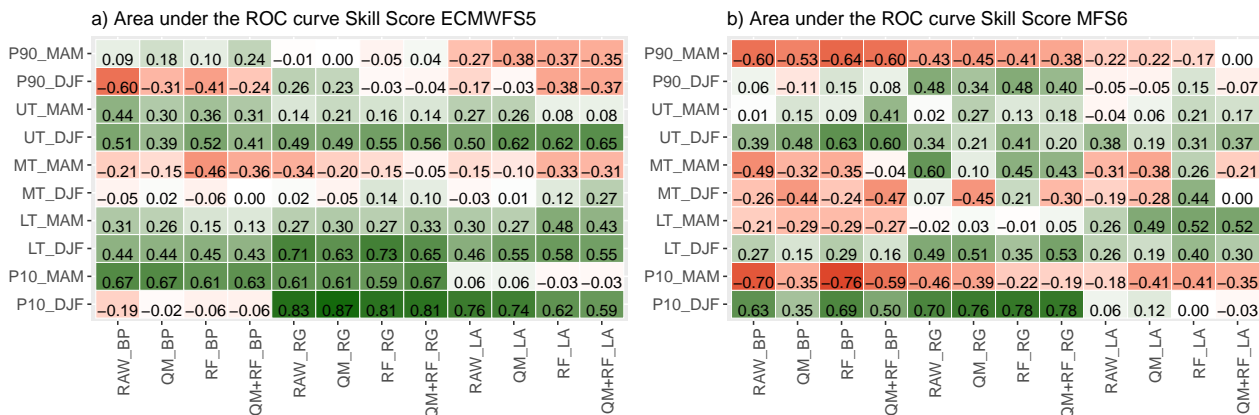 a) Area under the ROC curve Skill Score ECMWFS5
P90_MAM 0.09 0.18 0.10 0.24 −0.01 0.00 −0.05 0.04 −0.27 −0.38 −0.37 −0.35
P90_DJF −0.60 −0.31 −0.41 −0.24 0.26 0.23 −0.03 −0.04 −0.17 −0.03 −0.38 −0.37
UT_MAM 0.44 0.30 0.36 0.31 0.14 0.21 0.16 0.14 0.27 0.26 0.08 0.08
UT_DJF 0.51 0.39 0.52 0.41 0.49 0.49 0.55 0.56 0.50 0.62 0.62 0.65
MT_MAM −0.21 −0.15 −0.46 −0.36 −0.34 −0.20 −0.15 −0.05 −0.15 −0.10 −0.33 −0.31
MT_DJF −0.05 0.02 −0.06 0.00 0.02 −0.05 0.14 0.10 −0.03 0.01 0.12 0.27
LT_MAM 0.31 0.26 0.15 0.13 0.27 0.30 0.27 0.33 0.30 0.27 0.48 0.43
LT_DJF 0.44 0.44 0.45 0.43 0.71 0.63 0.73 0.65 0.46 0.55 0.58 0.55
P10_MAM 0.67 0.67 0.61 0.63 0.61 0.61 0.59 0.67 0.06 0.06 −0.03 −0.03
P10_DJF −0.19 −0.02 −0.06 −0.06 0.83 0.87 0.81 0.81 0.76 0.74 0.62 0.59
RAW_BP QM_BP RF_BP QM+RF_BP RAW_RG QM_RG RF_RG QM+RF_RG RAW_LA QM_LA RF_LA QM+RF_LA
b) Area under the ROC curve Skill Score MFS6
P90_MAM −0.60 −0.53 −0.64 −0.60 −0.43 −0.45 −0.41 −0.38 −0.22 −0.22 −0.17 0.00
P90_DJF 0.06 −0.11 0.15 0.08 0.48 0.34 0.48 0.40 −0.05 −0.05 0.15 −0.07
UT_MAM 0.01 0.15 0.09 0.41 0.02 0.27 0.13 0.18 −0.04 0.06 0.21 0.17
UT_DJF 0.39 0.48 0.63 0.60 0.34 0.21 0.41 0.20 0.38 0.19 0.31 0.37
MT_MAM −0.49 −0.32 −0.35 −0.04 0.60 0.10 0.45 0.43 −0.31 −0.38 0.26 −0.21
MT_DJF −0.26 −0.44 −0.24 −0.47 0.07 −0.45 0.21 −0.30 −0.19 −0.28 0.44 0.00
LT_MAM −0.21 −0.29 −0.29 −0.27 −0.02 0.03 −0.01 0.05 0.26 0.49 0.52 0.52
LT_DJF 0.27 0.15 0.29 0.16 0.49 0.51 0.35 0.53 0.26 0.19 0.40 0.30
P10_MAM −0.70 −0.35 −0.76 −0.59 −0.46 −0.39 −0.22 −0.19 −0.18 −0.41 −0.41 −0.35
P10_DJF 0.63 0.35 0.69 0.50 0.70 0.76 0.78 0.78 0.06 0.12 0.00 −0.03
RAW_BP QM_BP RF_BP QM+RF_BP RAW_RG QM_RG RF_RG QM+RF_RG RAW_LA QM_LA RF_LA QM+RF_LA